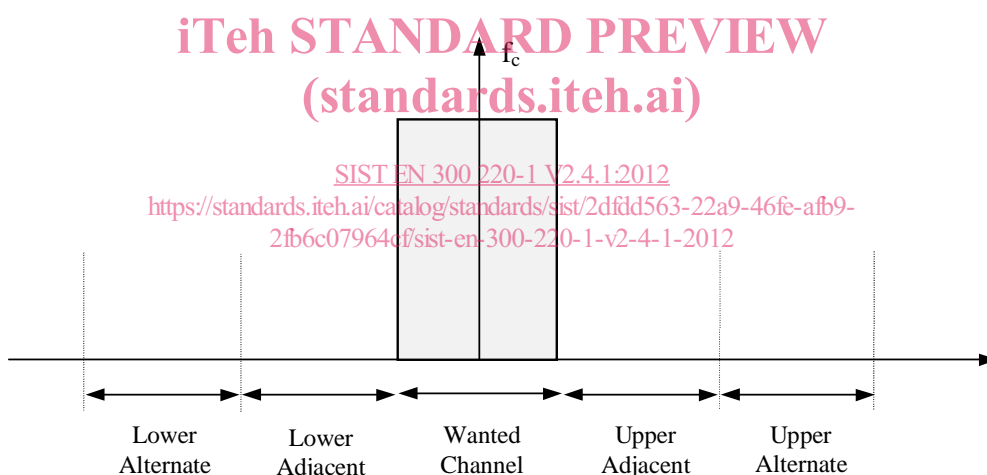 iTeh STANDARD PREVIEW
fc
(standards.iteh.ai)
SIST EN 300 220-1 V2.4.1:2012
https://standards.iteh.ai/catalog/standards/sist/2dfdd563-22a9-46fe-afb9-
2fb6c07964cf/sist-en-300-220-1-v2-4-1-2012
Lower Alternate
Lower Adjacent
Wanted Channel
Upper Adjacent
Upper Alternate